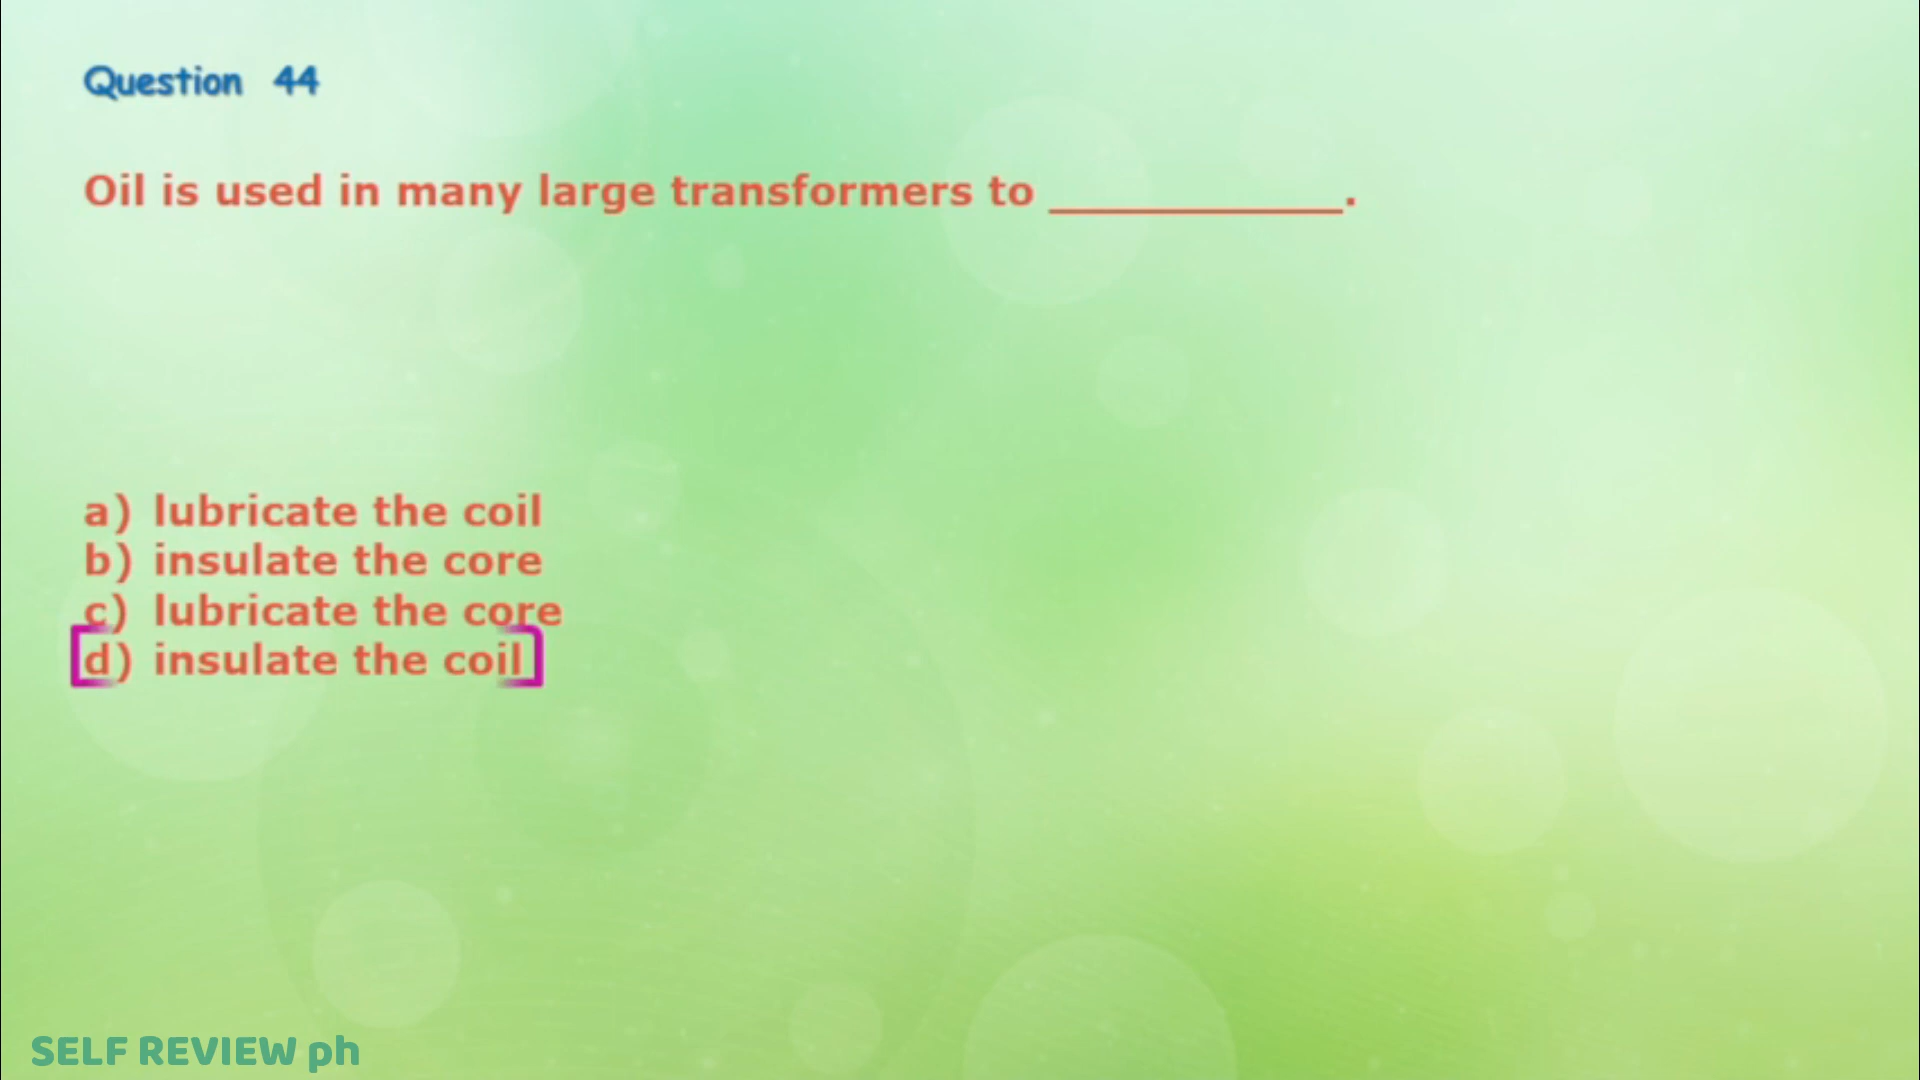 Question 44
Oil is used in many large transformers to ____________.
a) lubricate the coil
b) insulate the core
c) lubricate the core
d) insulate the coil
SELF REVIEW ph